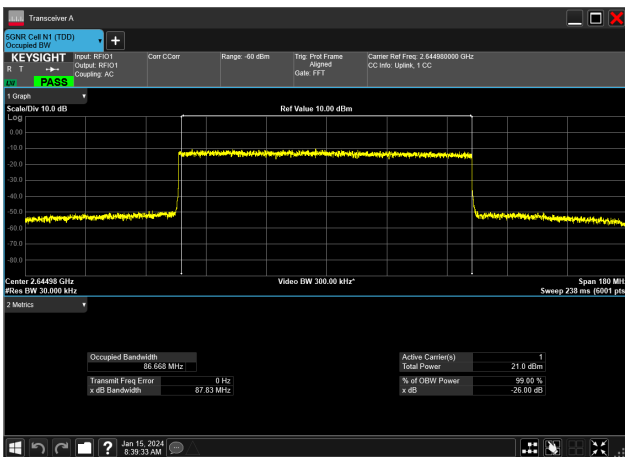 Transceiver A
5GNR Cell N1 (TDD)
Occupied BW
KEYSIGHT
R T
LV
PASS
Input: RFIO1
Output: RFIO1
Coupling: AC
Corr CCorr
Range: -60 dBm
Trig: Prot Frame
Aligned
Gate: FFT
Carrier Ref Freq: 2.644980000 GHz
CC Info: Uplink, 1 CC
1 Graph
Scale/Div 10.0 dB
Ref Value 10.00 dBm
Log
0.00
-10.0
-20.0
-30.0
-40.0
-50.0
-60.0
-70.0
-80.0
Center 2.64498 GHz
Video BW 300.00 kHz*
Span 180 MHz
#Res BW 30.000 kHz
Sweep 238 ms (6001 pts
2 Metrics
Occupied Bandwidth
86.668 MHz
Transmit Freq Error 0 Hz
x dB Bandwidth 87.83 MHz
Active Carrier(s) 1
Total Power 21.0 dBm
% of OBW Power 99.00 %
x dB -26.00 dB
?
Jan 15, 2024
8:39:33 AM